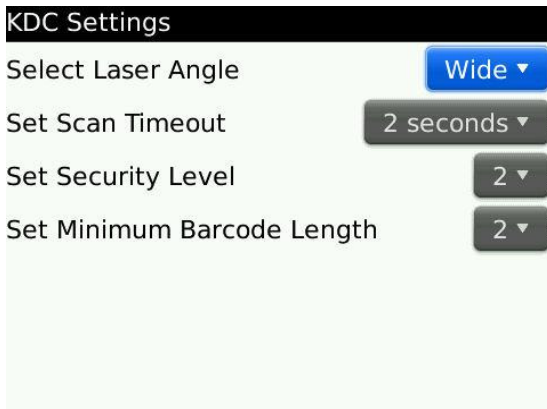 KDC Settings
Select Laser Angle Wide
Set Scan Timeout 2 seconds
Set Security Level 2
Set Minimum Barcode Length 2